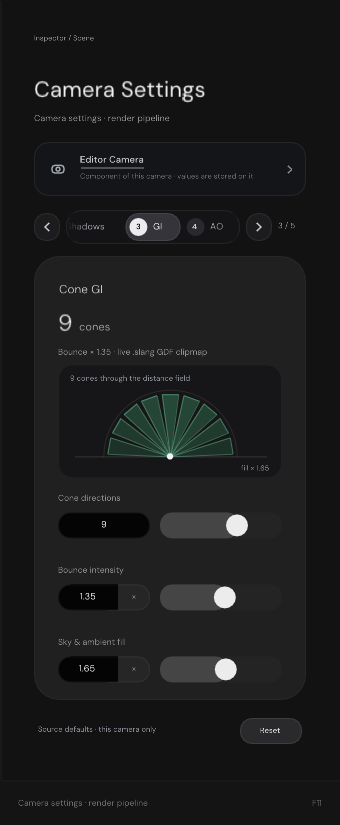 Inspector / Scene
Camera Settings
Camera settings · render pipeline
Editor Camera
Component of this camera · values are stored on it
hadows 3 GI 4 AO 3 / 5
Cone GI
9 cones
Bounce × 1.35 · live .slang GDF clipmap
9 cones through the distance field
fill × 1.65
Cone directions
9
Bounce intensity
1.35 ×
Sky & ambient fill
1.65 ×
Source defaults · this camera only
Reset
Camera settings · render pipeline F11